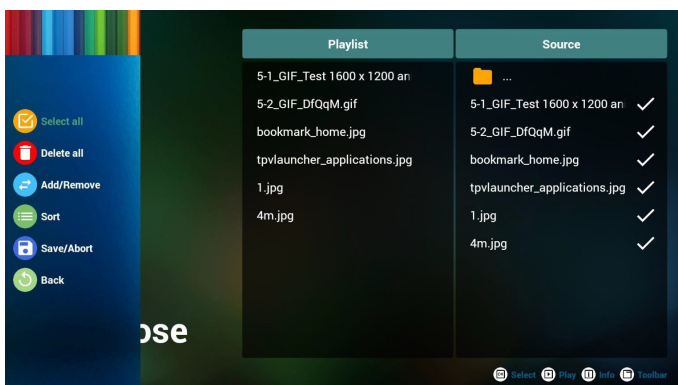 Select all
Delete all
Add/Remove
Sort
Save/Abort
Back
ose
Playlist
5-1_GIF_Test 1600 x 1200 an
5-2_GIF_DfQqM.gif
bookmark_home.jpg
tpvlauncher_applications.jpg
1.jpg
4m.jpg
Source
...
5-1_GIF_Test 1600 x 1200 an
5-2_GIF_DfQqM.gif
bookmark_home.jpg
tpvlauncher_applications.jpg
1.jpg
4m.jpg
OK Select Play Info Toolbar